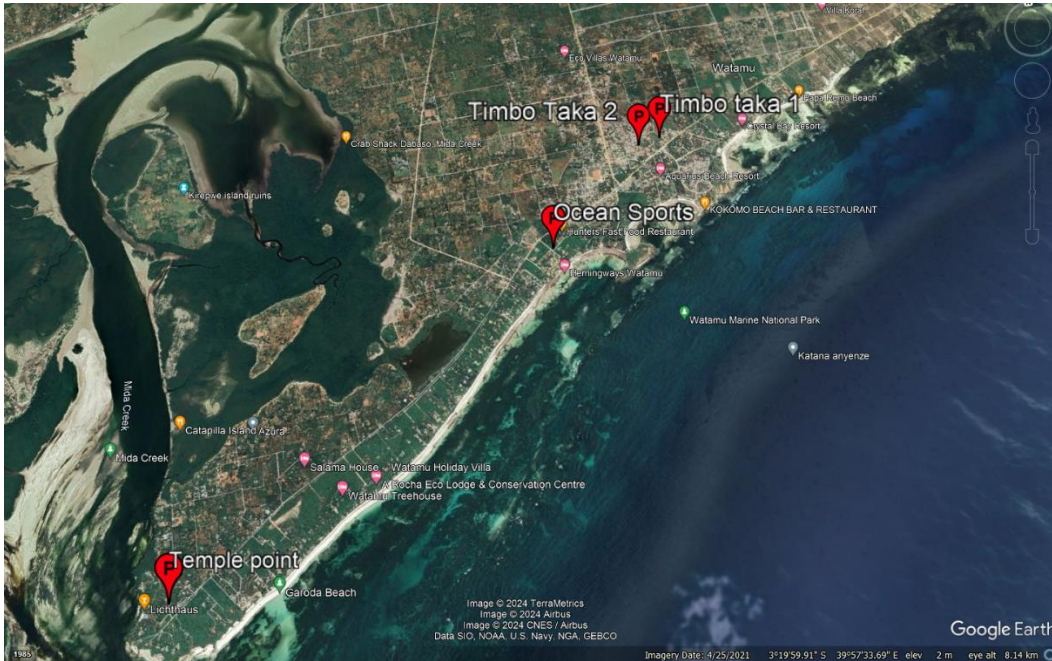 Villa Kocai
Eco Villas Watamu
Watamu
Papa Remo Beach
Timbo Taka 2
P
P
Timbo taka 1
Crystal Bay Resort
Crab Shack Dabaso, Mida Creek
Aquarius Beach Resort
Kirepwe island ruins
KOKOMO BEACH BAR & RESTAURANT
P
Ocean Sports
Hunters Fast Food Restaurant
Hemingways Watamu
Watamu Marine National Park
Katana anyenze
Mida Creek
Catapilla Island
Azura
Mida Creek
Salama House
Watamu Holiday Villa
A Rocha Eco Lodge & Conservation Centre
Watamu Treehouse
P
Temple point
Garoda Beach
Lichthaus
Image © 2024 TerraMetrics
Image © 2024 Airbus
Image © 2024 CNES / Airbus
Data SIO, NOAA, U.S. Navy, NGA, GEBCO
Google Earth
1985
Imagery Date: 4/25/2021 3°19'59.91" S 39°57'33.69" E elev 2 m eye alt 8.14 km